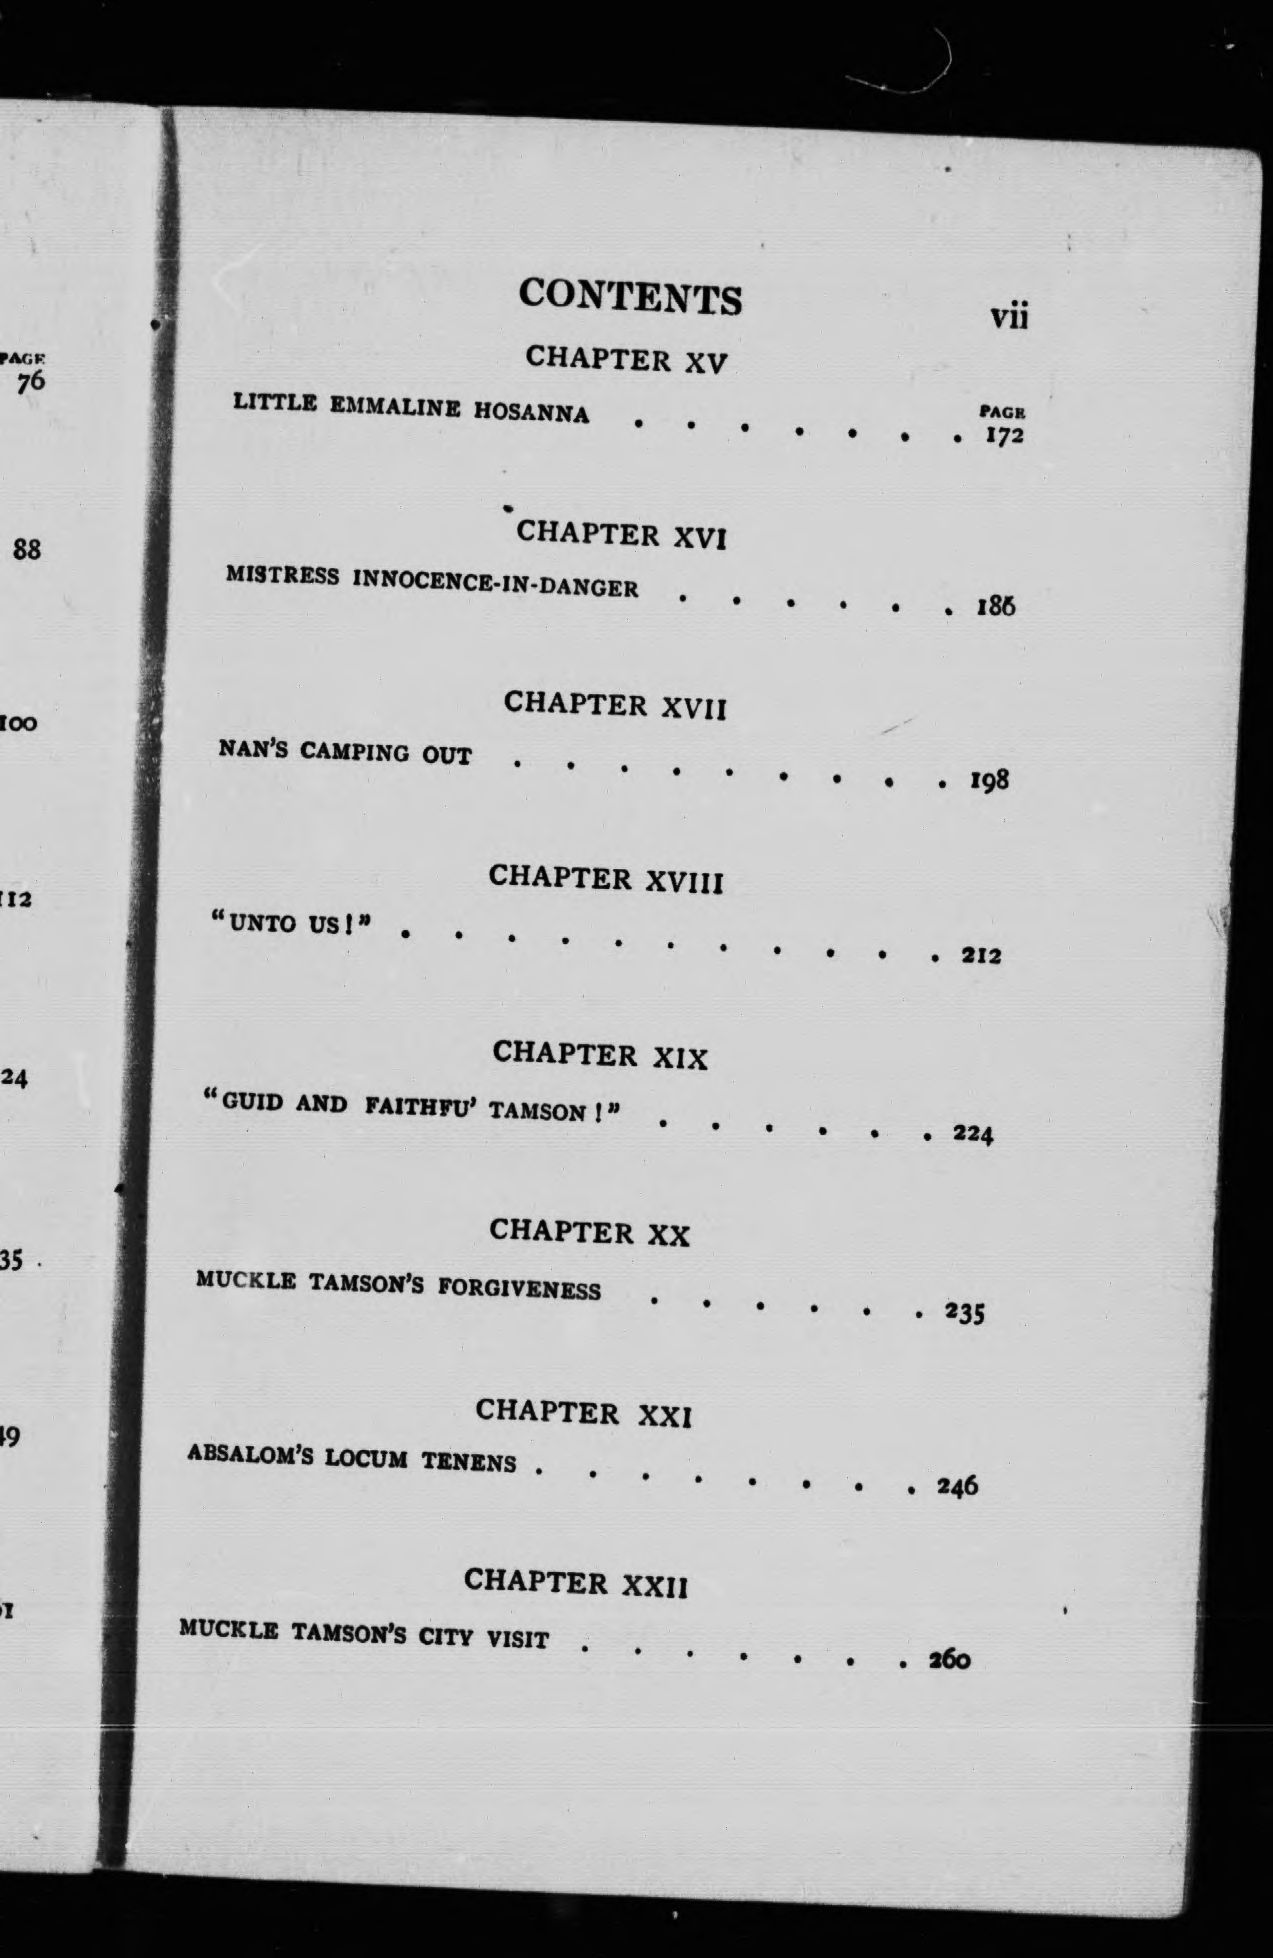 PAGE
76
88
100
112
24
35
49
CONTENTS vii
CHAPTER XV
PAGE
LITTLE EMMALINE HOSANNA . . . . . . . 172
CHAPTER XVI
MISTRESS INNOCENCE-IN-DANGER . . . . . . 186
CHAPTER XVII
NAN'S CAMPING OUT . . . . . . . . . 198
CHAPTER XVIII
"UNTO US!" . . . . . . . . . . . 212
CHAPTER XIX
"GUID AND FAITHFU' TAMSON!" . . . . . . 224
CHAPTER XX
MUCKLE TAMSON'S FORGIVENESS . . . . . . 235
CHAPTER XXI
ABSALOM'S LOCUM TENENS . . . . . . . . 246
CHAPTER XXII
MUCKLE TAMSON'S CITY VISIT . . . . . . . 260